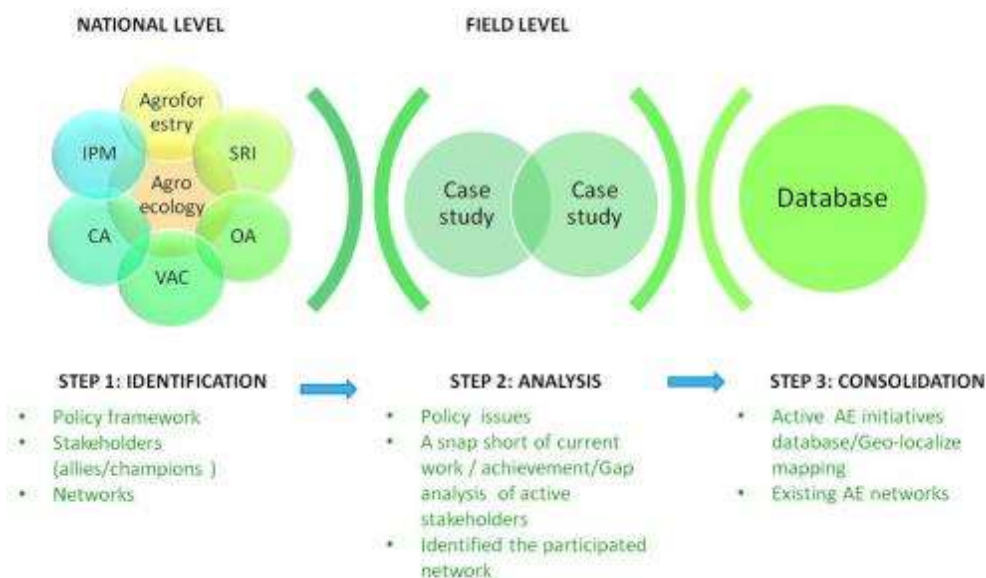 NATIONAL LEVEL
FIELD LEVEL
Agrofor
estry
IPM
SRI
Agro
ecology
CA
OA
VAC
Case
study
Case
study
Database
STEP 1: IDENTIFICATION
• Policy framework
• Stakeholders
(allies/champions )
• Networks
STEP 2: ANALYSIS
• Policy issues
• A snap short of current
work / achievement/Gap
analysis of active
stakeholders
• Identified the participated
network
STEP 3: CONSOLIDATION
• Active AE initiatives
database/Geo-localize
mapping
• Existing AE networks